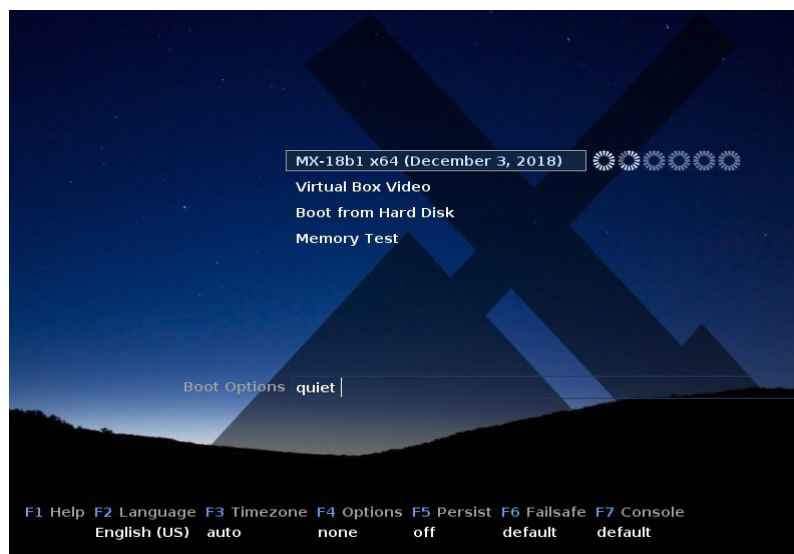 MX-18b1 x64 (December 3, 2018)
Virtual Box Video
Boot from Hard Disk
Memory Test
Boot Options quiet
F1 Help F2 Language F3 Timezone F4 Options F5 Persist F6 Failsafe F7 Console
English (US) auto none off default default